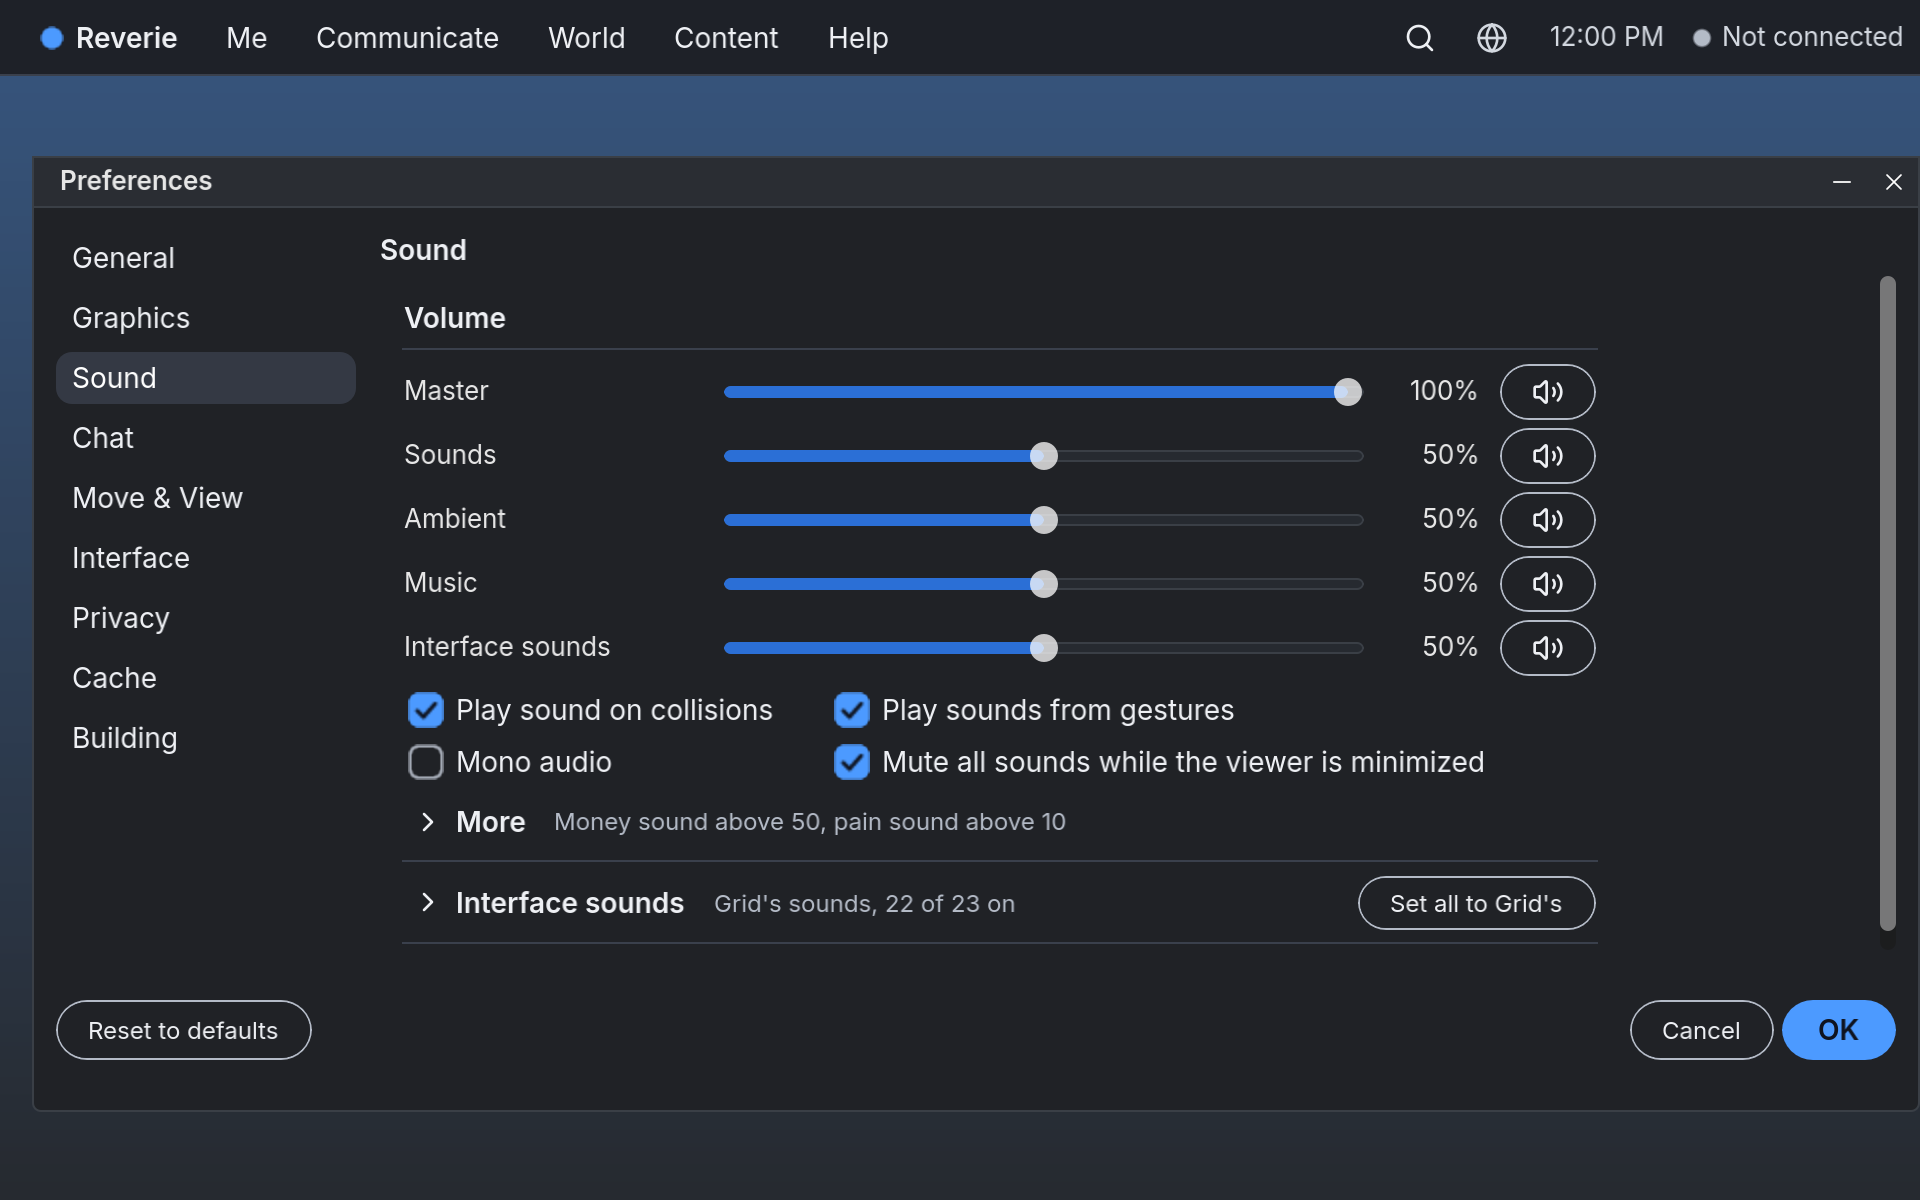 Reverie Me Communicate World Content Help 12:00 PM Not connected
Preferences
General
Graphics
Sound
Chat
Move & View
Interface
Privacy
Cache
Building
Sound
Volume
Master 100%
Sounds 50%
Ambient 50%
Music 50%
Interface sounds 50%
Play sound on collisions Play sounds from gestures
Mono audio Mute all sounds while the viewer is minimized
More Money sound above 50, pain sound above 10
Interface sounds Grid's sounds, 22 of 23 on Set all to Grid's
Reset to defaults Cancel OK